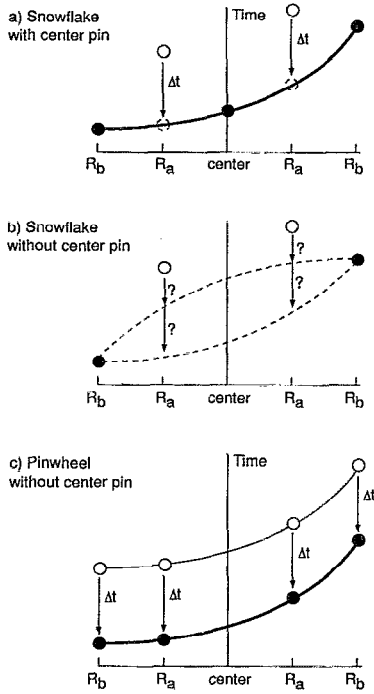 a) Snowflake
with center pin
Time
Δt
Δt
Rb
Ra
center
Ra
Rb
b) Snowflake
without center pin
?
?
?
?
Rb
Ra
center
Ra
Rb
c) Pinwheel
without center pin
Time
Δt
Δt
Δt
Δt
Rb
Ra
center
Ra
Rb